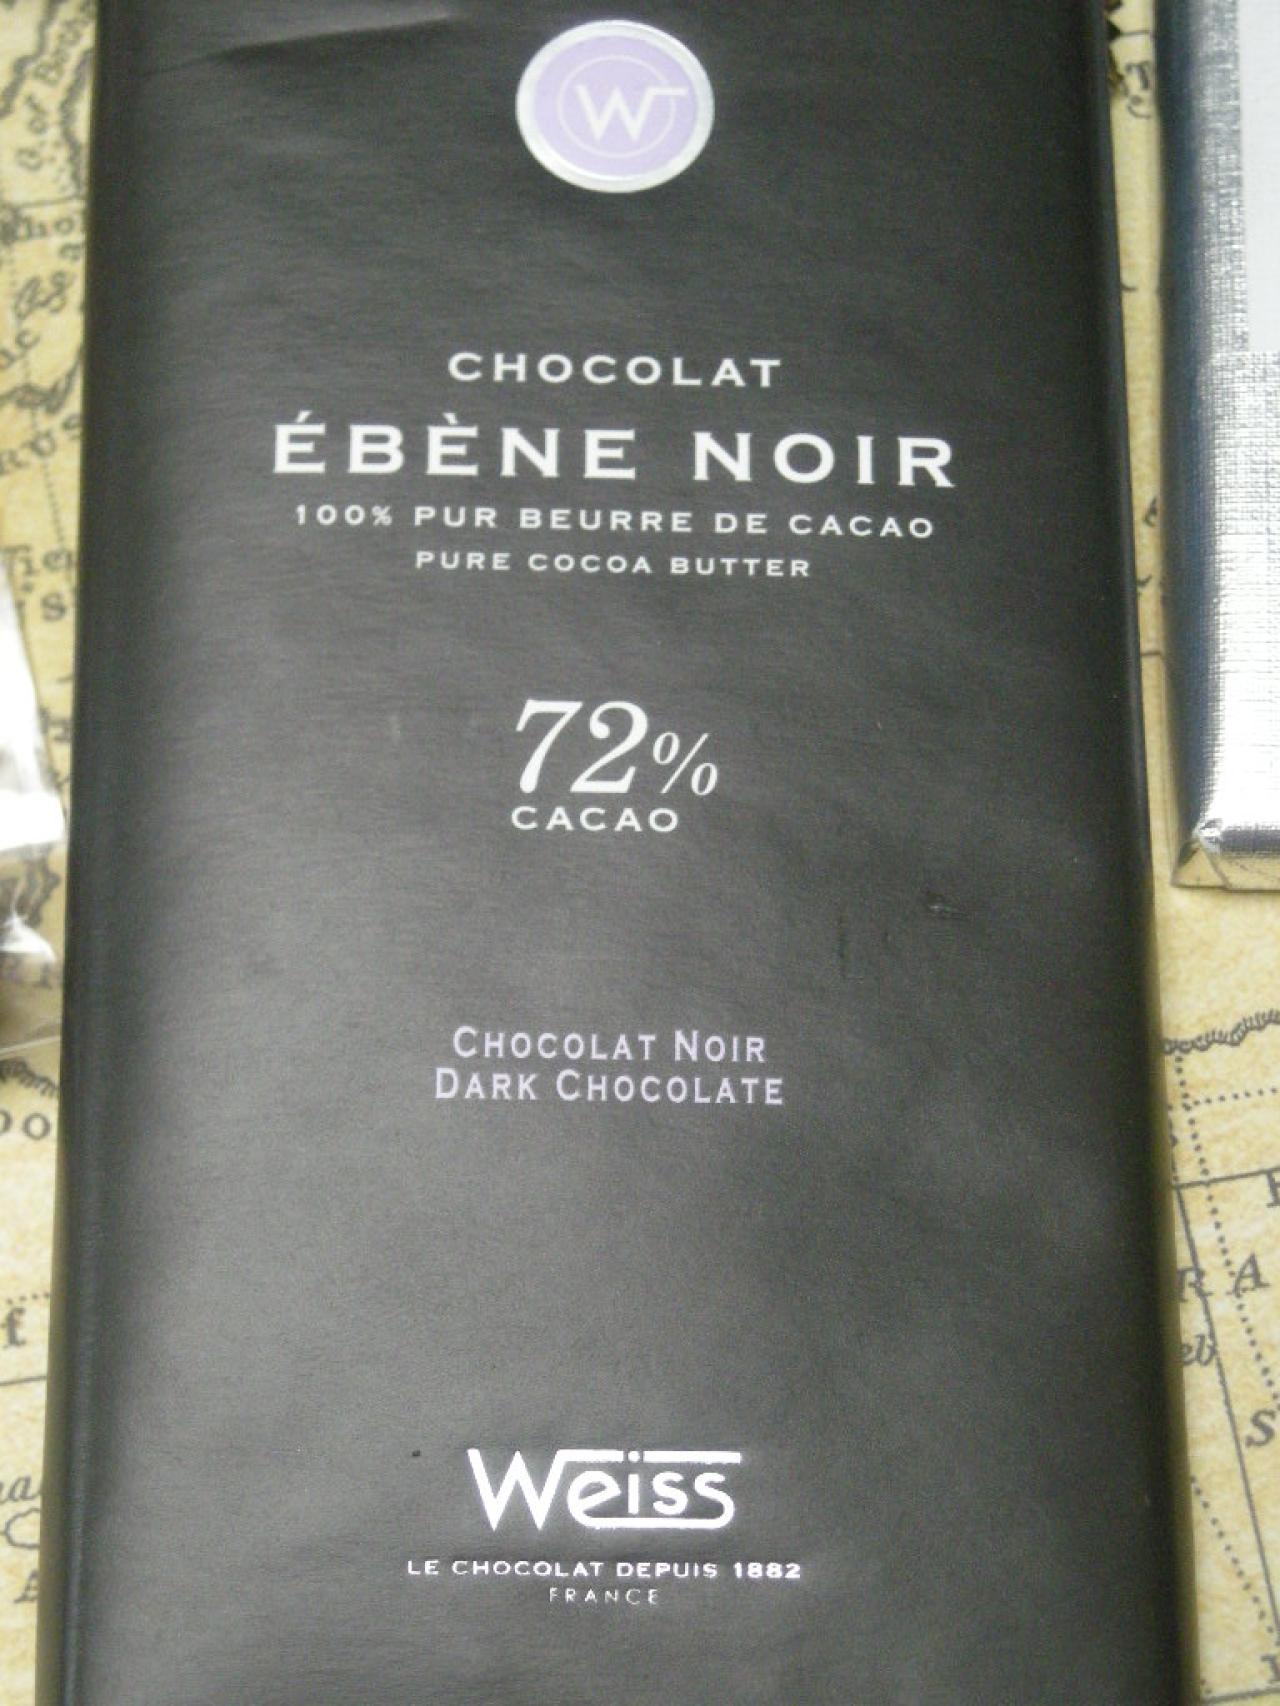 W
CHOCOLAT
ÉBÈNE NOIR
100% PUR BEURRE DE CACAO
PURE COCOA BUTTER
72%
CACAO
CHOCOLAT NOIR
DARK CHOCOLATE
Weiss
LE CHOCOLAT DEPUIS 1882
FRANCE